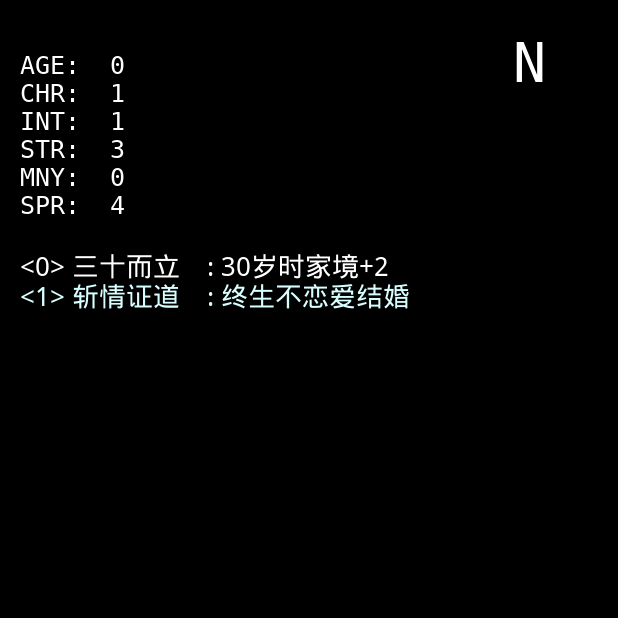 N
AGE: 0
CHR: 1
INT: 1
STR: 3
MNY: 0
SPR: 4
<0> 三十而立 : 30岁时家境+2
<1> 斩情证道 : 终生不恋爱结婚